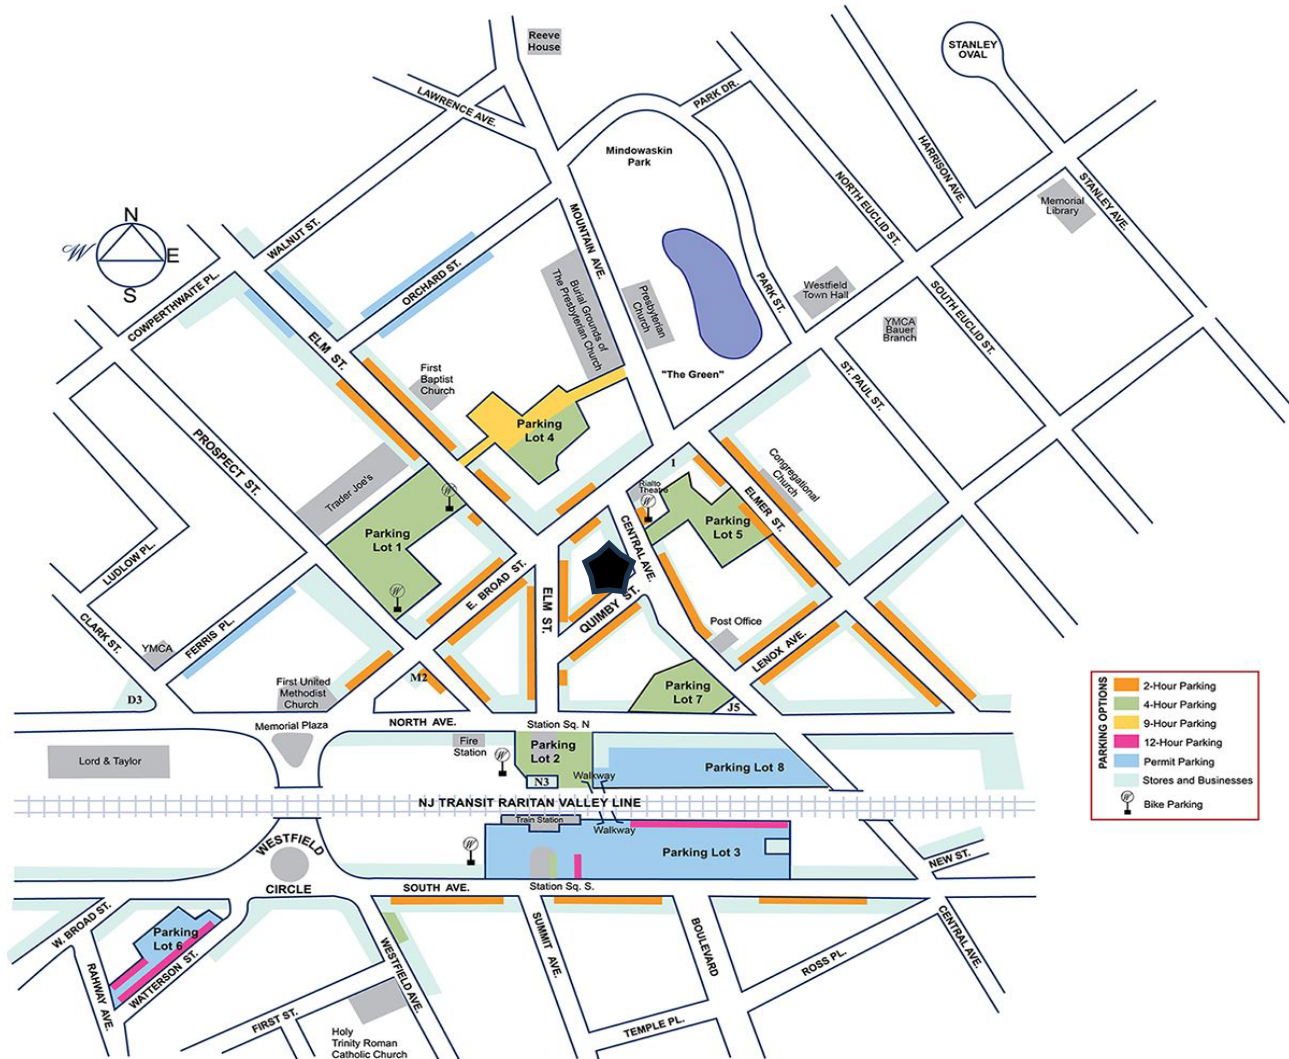 Reeve
House
STANLEY
OVAL
LAWRENCE AVE.
PARK DR.
Mindowaskin
Park
HARRISON AVE.
NORTH EUCLID ST.
STANLEY AVE.
Memorial
Library
N
W
E
S
WALNUT ST.
MOUNTAIN AVE.
COWPERTHWAITE PL.
ORCHARD ST.
Burial Grounds of
The Presbyterian Church
Presbyterian
Church
PARK ST.
Westfield
Town Hall
SOUTH EUCLID ST.
YMCA
Bauer
Branch
ELM ST.
First
Baptist
Church
"The Green"
ST. PAUL ST.
Parking
Lot 4
PROSPECT ST.
Trader Joe's
1
Congregational
Church
Rialto
Theatre
ELMER ST.
Parking
Lot 1
CENTRAL AVE.
Parking
Lot 5
LUDLOW PL.
E. BROAD ST.
ELM ST.
QUIMBY ST.
CLARK ST.
FERRIS PL.
YMCA
Post Office
LENOX AVE.
First United
Methodist
Church
M2
D3
Parking
Lot 7
J5
Memorial Plaza
NORTH AVE.
Station Sq. N
Fire
Station
Parking
Lot 2
Lord & Taylor
N3
Walkway
Parking Lot 8
NJ TRANSIT RARITAN VALLEY LINE
Train Station
Walkway
WESTFIELD
CIRCLE
Parking Lot 3
NEW ST.
SOUTH AVE.
Station Sq. S.
W. BROAD ST.
Parking
Lot 6
WATTERSON ST.
RAHWAY AVE.
WESTFIELD AVE.
SUMMIT AVE.
BOULEVARD
ROSS PL.
CENTRAL AVE.
FIRST ST.
TEMPLE PL.
Holy
Trinity Roman
Catholic Church
PARKING OPTIONS
2-Hour Parking
4-Hour Parking
9-Hour Parking
12-Hour Parking
Permit Parking
Stores and Businesses
Bike Parking